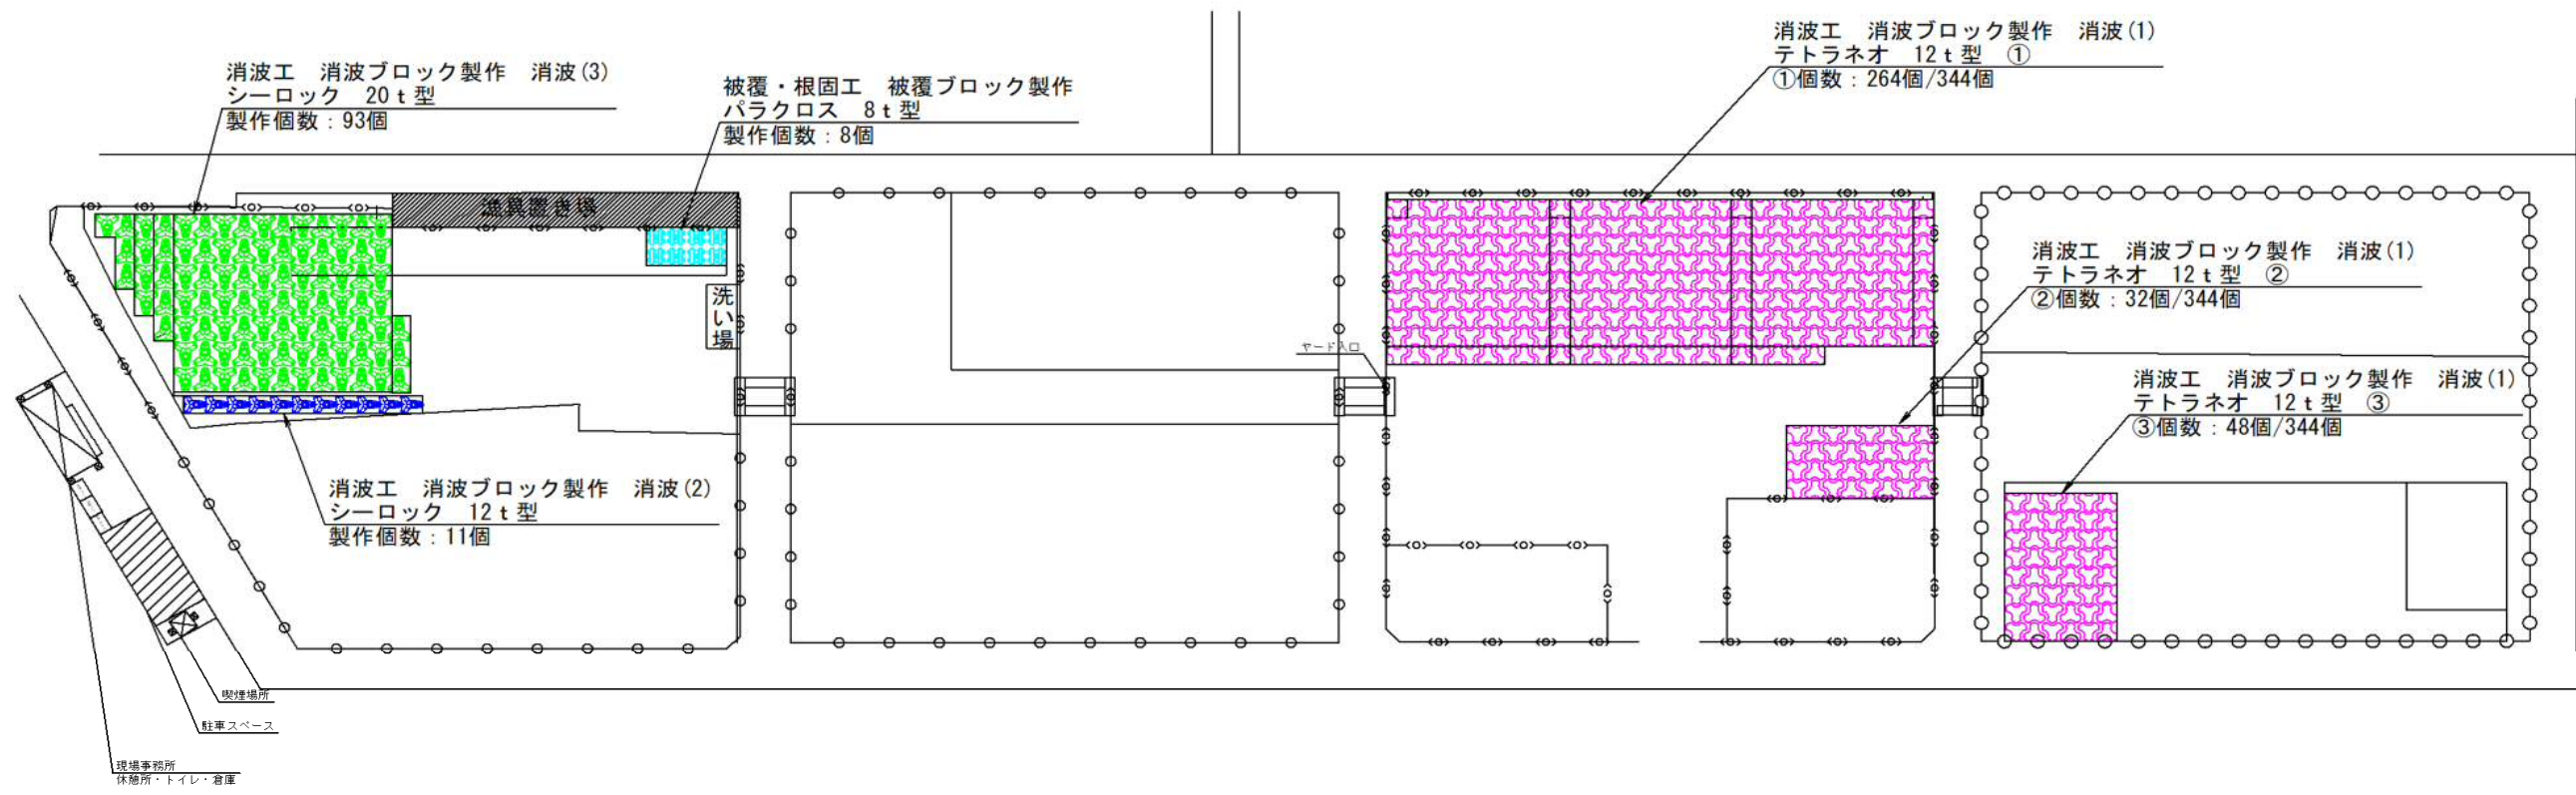 消波工　消波ブロック製作　消波(3)
シーロック　20ｔ型
製作個数：93個
被覆・根固工　被覆ブロック製作
パラクロス　8ｔ型
製作個数：8個
消波工　消波ブロック製作　消波(1)
テトラネオ　12ｔ型　①
①個数：264個/344個
漁具置き場
洗い場
ヤード入口
消波工　消波ブロック製作　消波(1)
テトラネオ　12ｔ型　②
②個数：32個/344個
消波工　消波ブロック製作　消波(1)
テトラネオ　12ｔ型　③
③個数：48個/344個
消波工　消波ブロック製作　消波(2)
シーロック　12ｔ型
製作個数：11個
喫煙場所
駐車スペース
現場事務所
休憩所・トイレ・倉庫